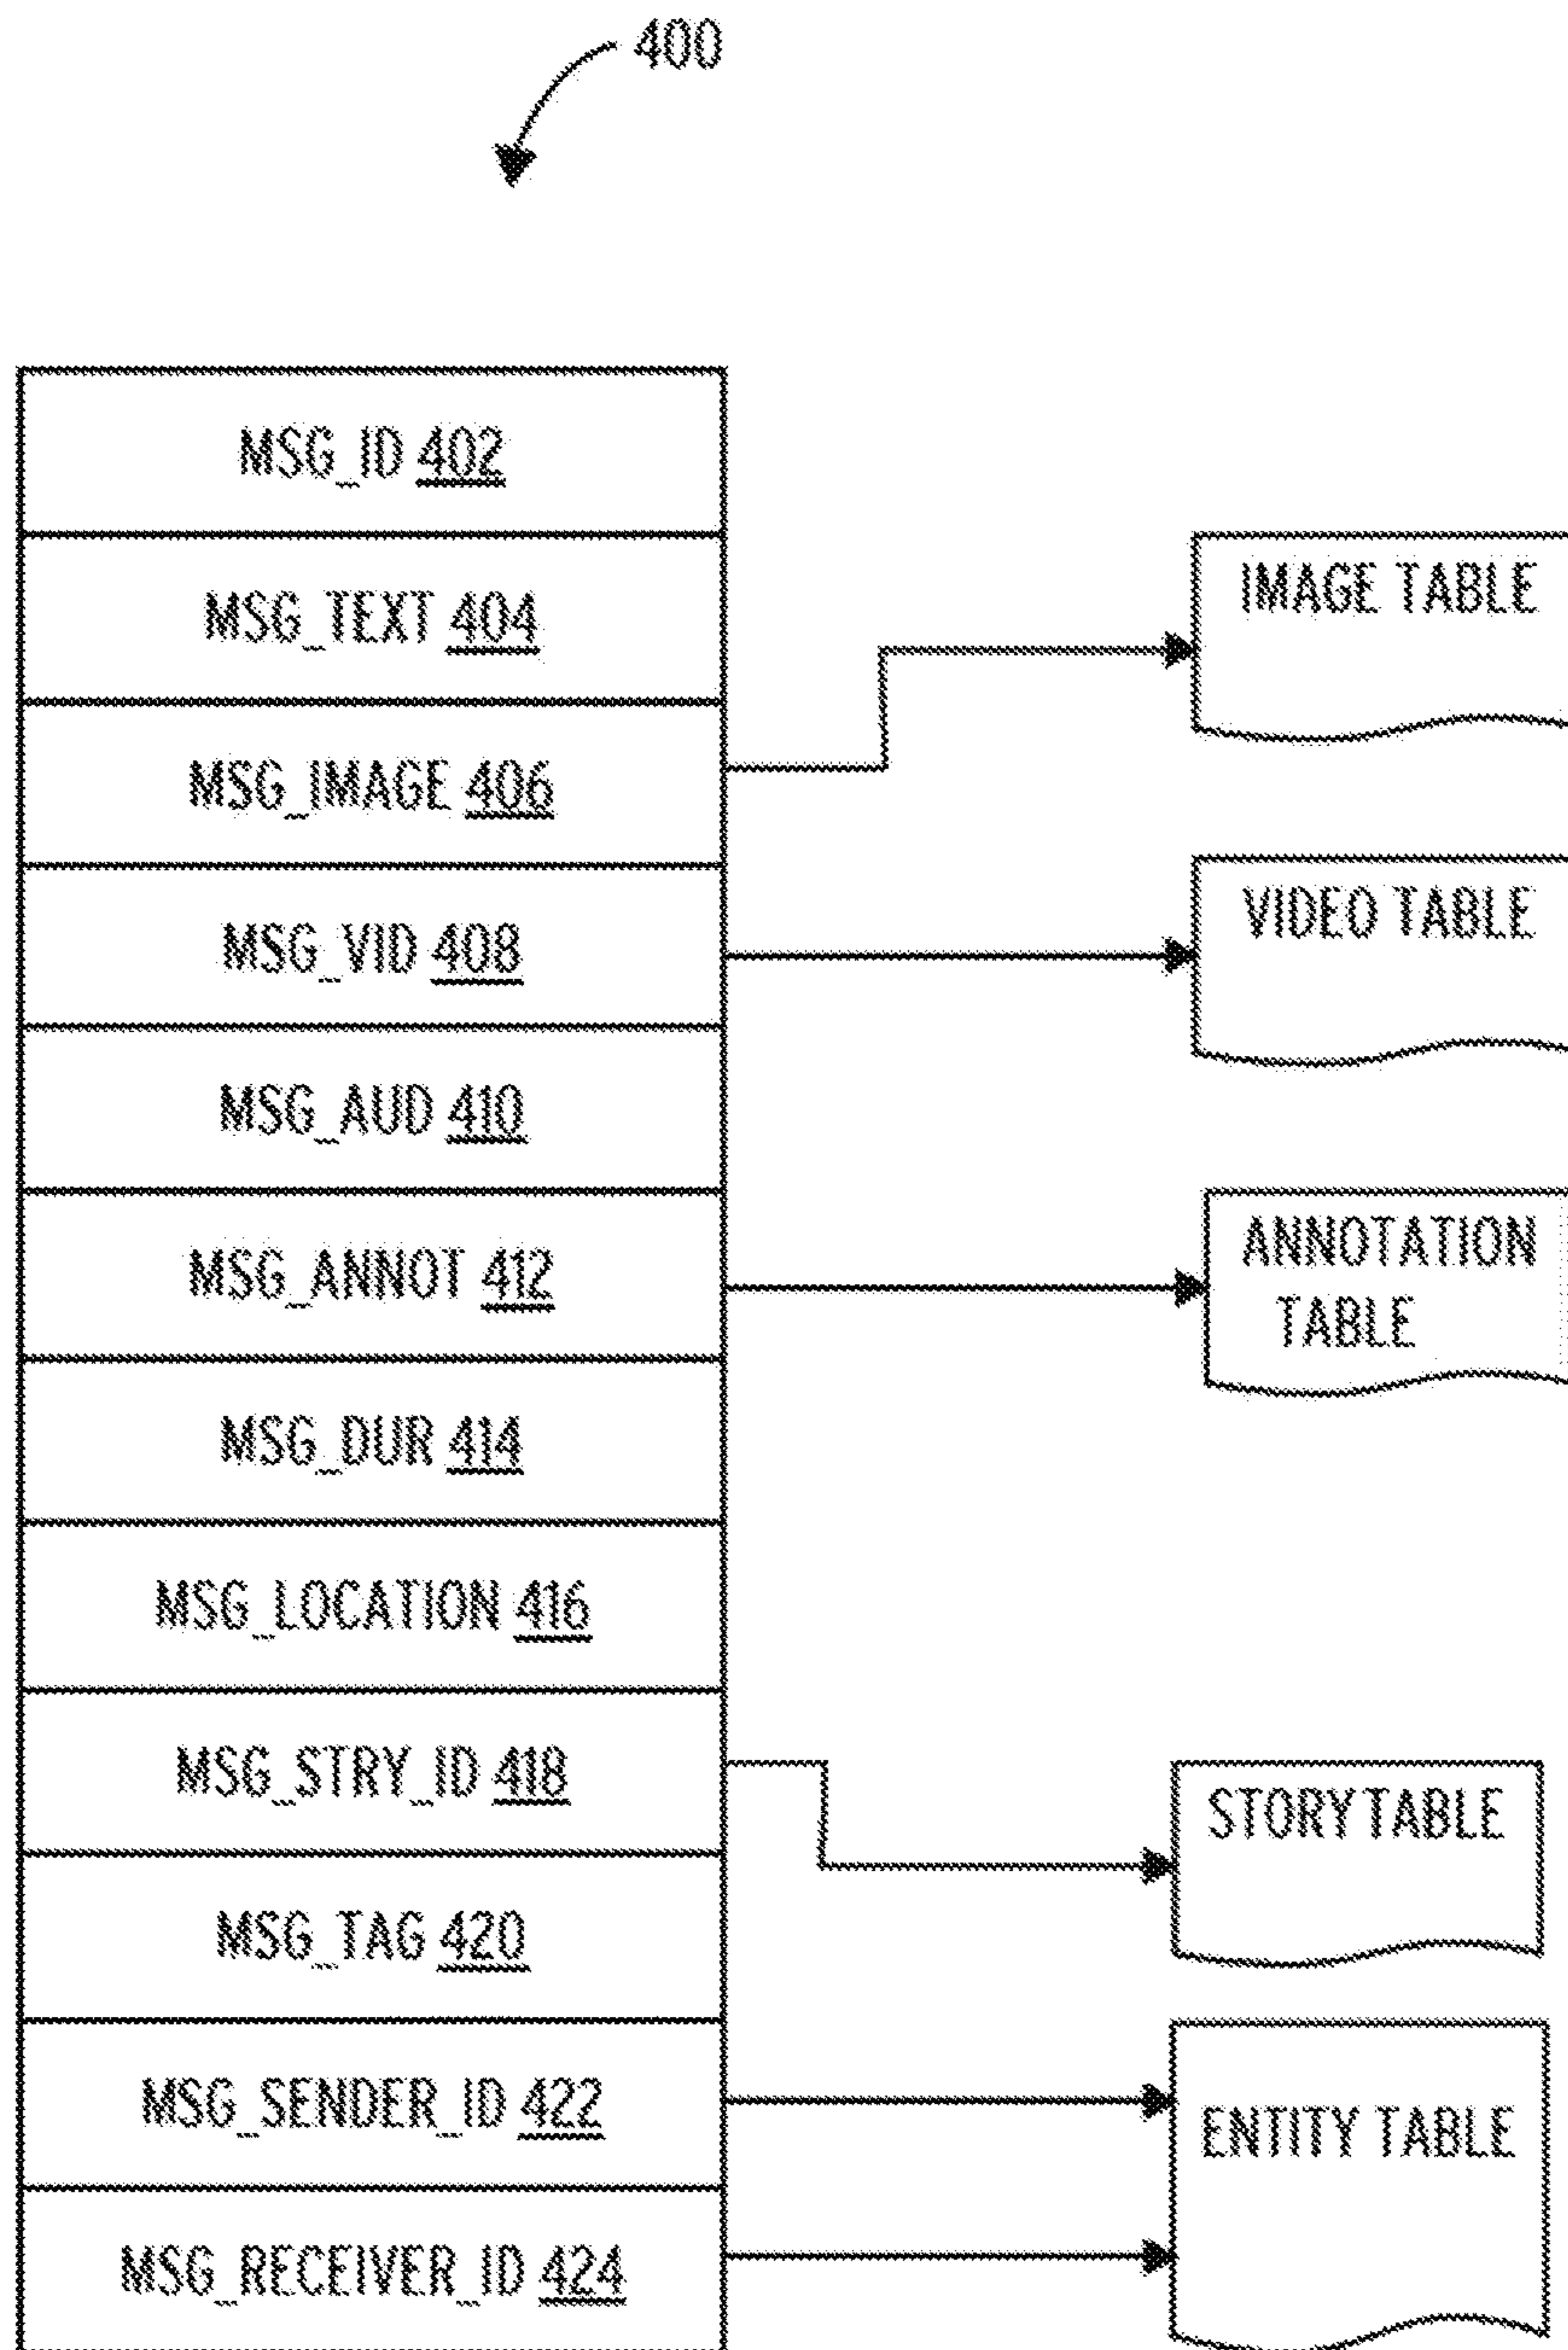 400
MSG_ID 402
MSG_TEXT 404
MSG_IMAGE 406
MSG_VID 408
MSG_AUD 410
MSG_ANNOT 412
MSG_DUR 414
MSG_LOCATION 416
MSG_STRY_ID 418
MSG_TAG 420
MSG_SENDER_ID 422
MSG_RECEIVER_ID 424
IMAGE TABLE
VIDEO TABLE
ANNOTATION
TABLE
STORY TABLE
ENTITY TABLE